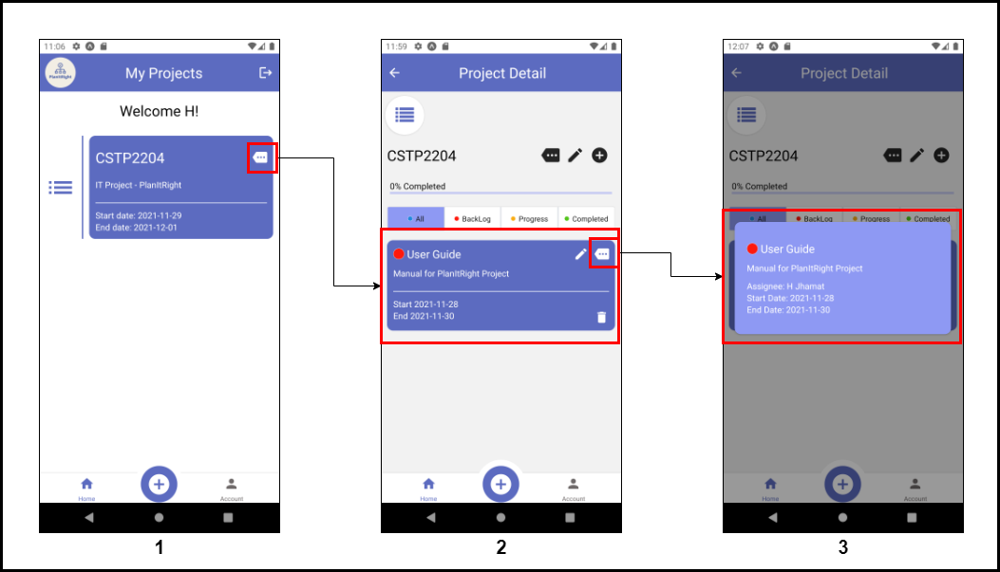 11:06
PlanItRight
My Projects
Welcome H!
CSTP2204
IT Project - PlanItRight
Start date: 2021-11-29
End date: 2021-12-01
Home
Account
1
11:59
Project Detail
CSTP2204
0% Completed
All BackLog Progress Completed
User Guide
Manual for PlanItRight Project
Start 2021-11-28
End 2021-11-30
Home
Account
2
12:07
Project Detail
CSTP2204
0% Completed
All BackLog Progress Completed
User Guide
Manual for PlanItRight Project
Assignee: H Jhamat
Start Date: 2021-11-28
End Date: 2021-11-30
Home
Account
3